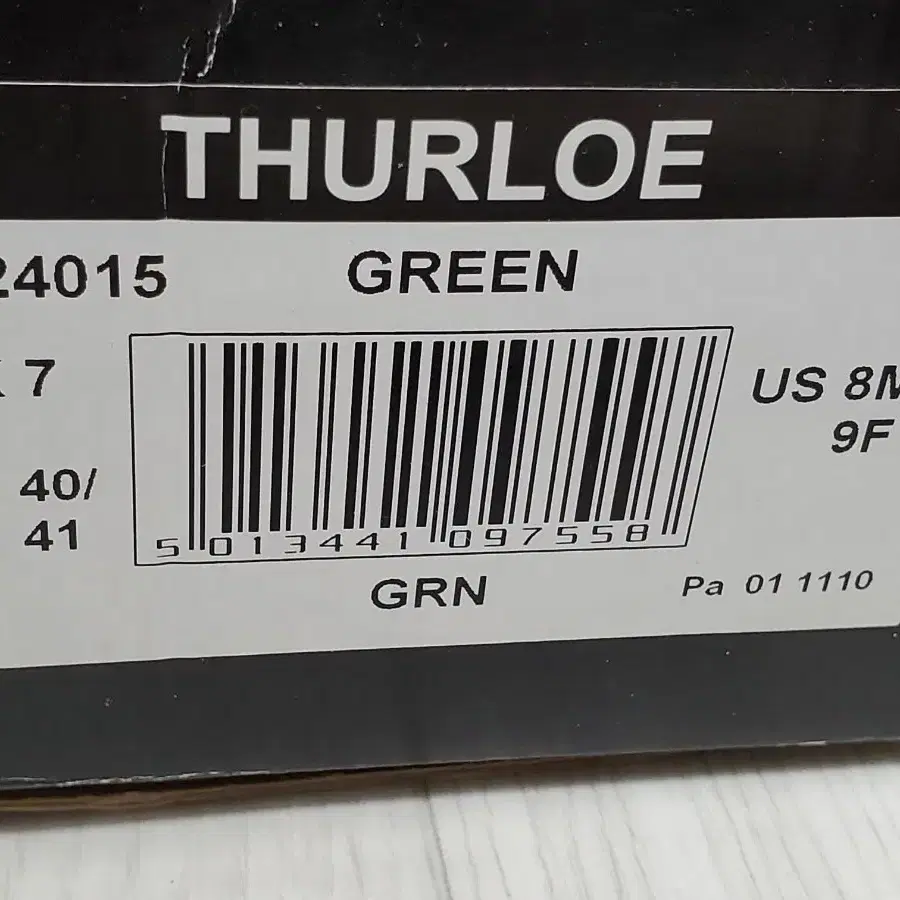 THURLOE
24015 GREEN
7
US 8M
9F
40/
41
5 013441 097558
GRN
Pa 01 1110